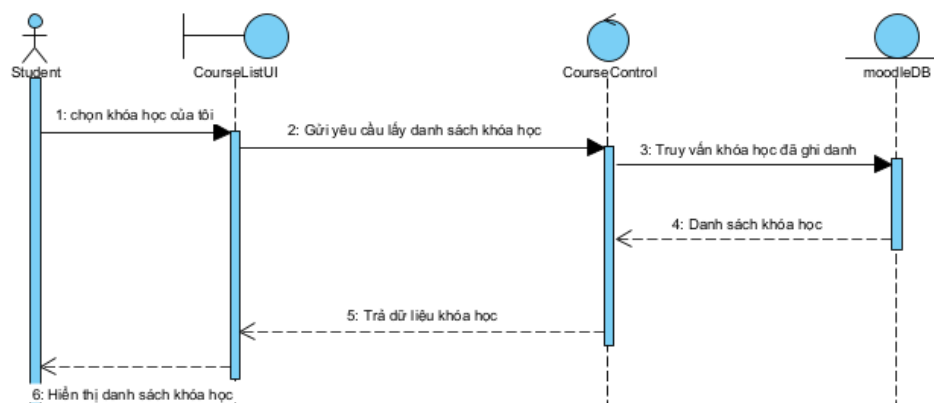 Student
CourseListUI
CourseControl
moodleDB
1: chọn khóa học của tôi
2: Gửi yêu cầu lấy danh sách khóa học
3: Truy vấn khóa học đã ghi danh
4: Danh sách khóa học
5: Trả dữ liệu khóa học
6: Hiển thị danh sách khóa học